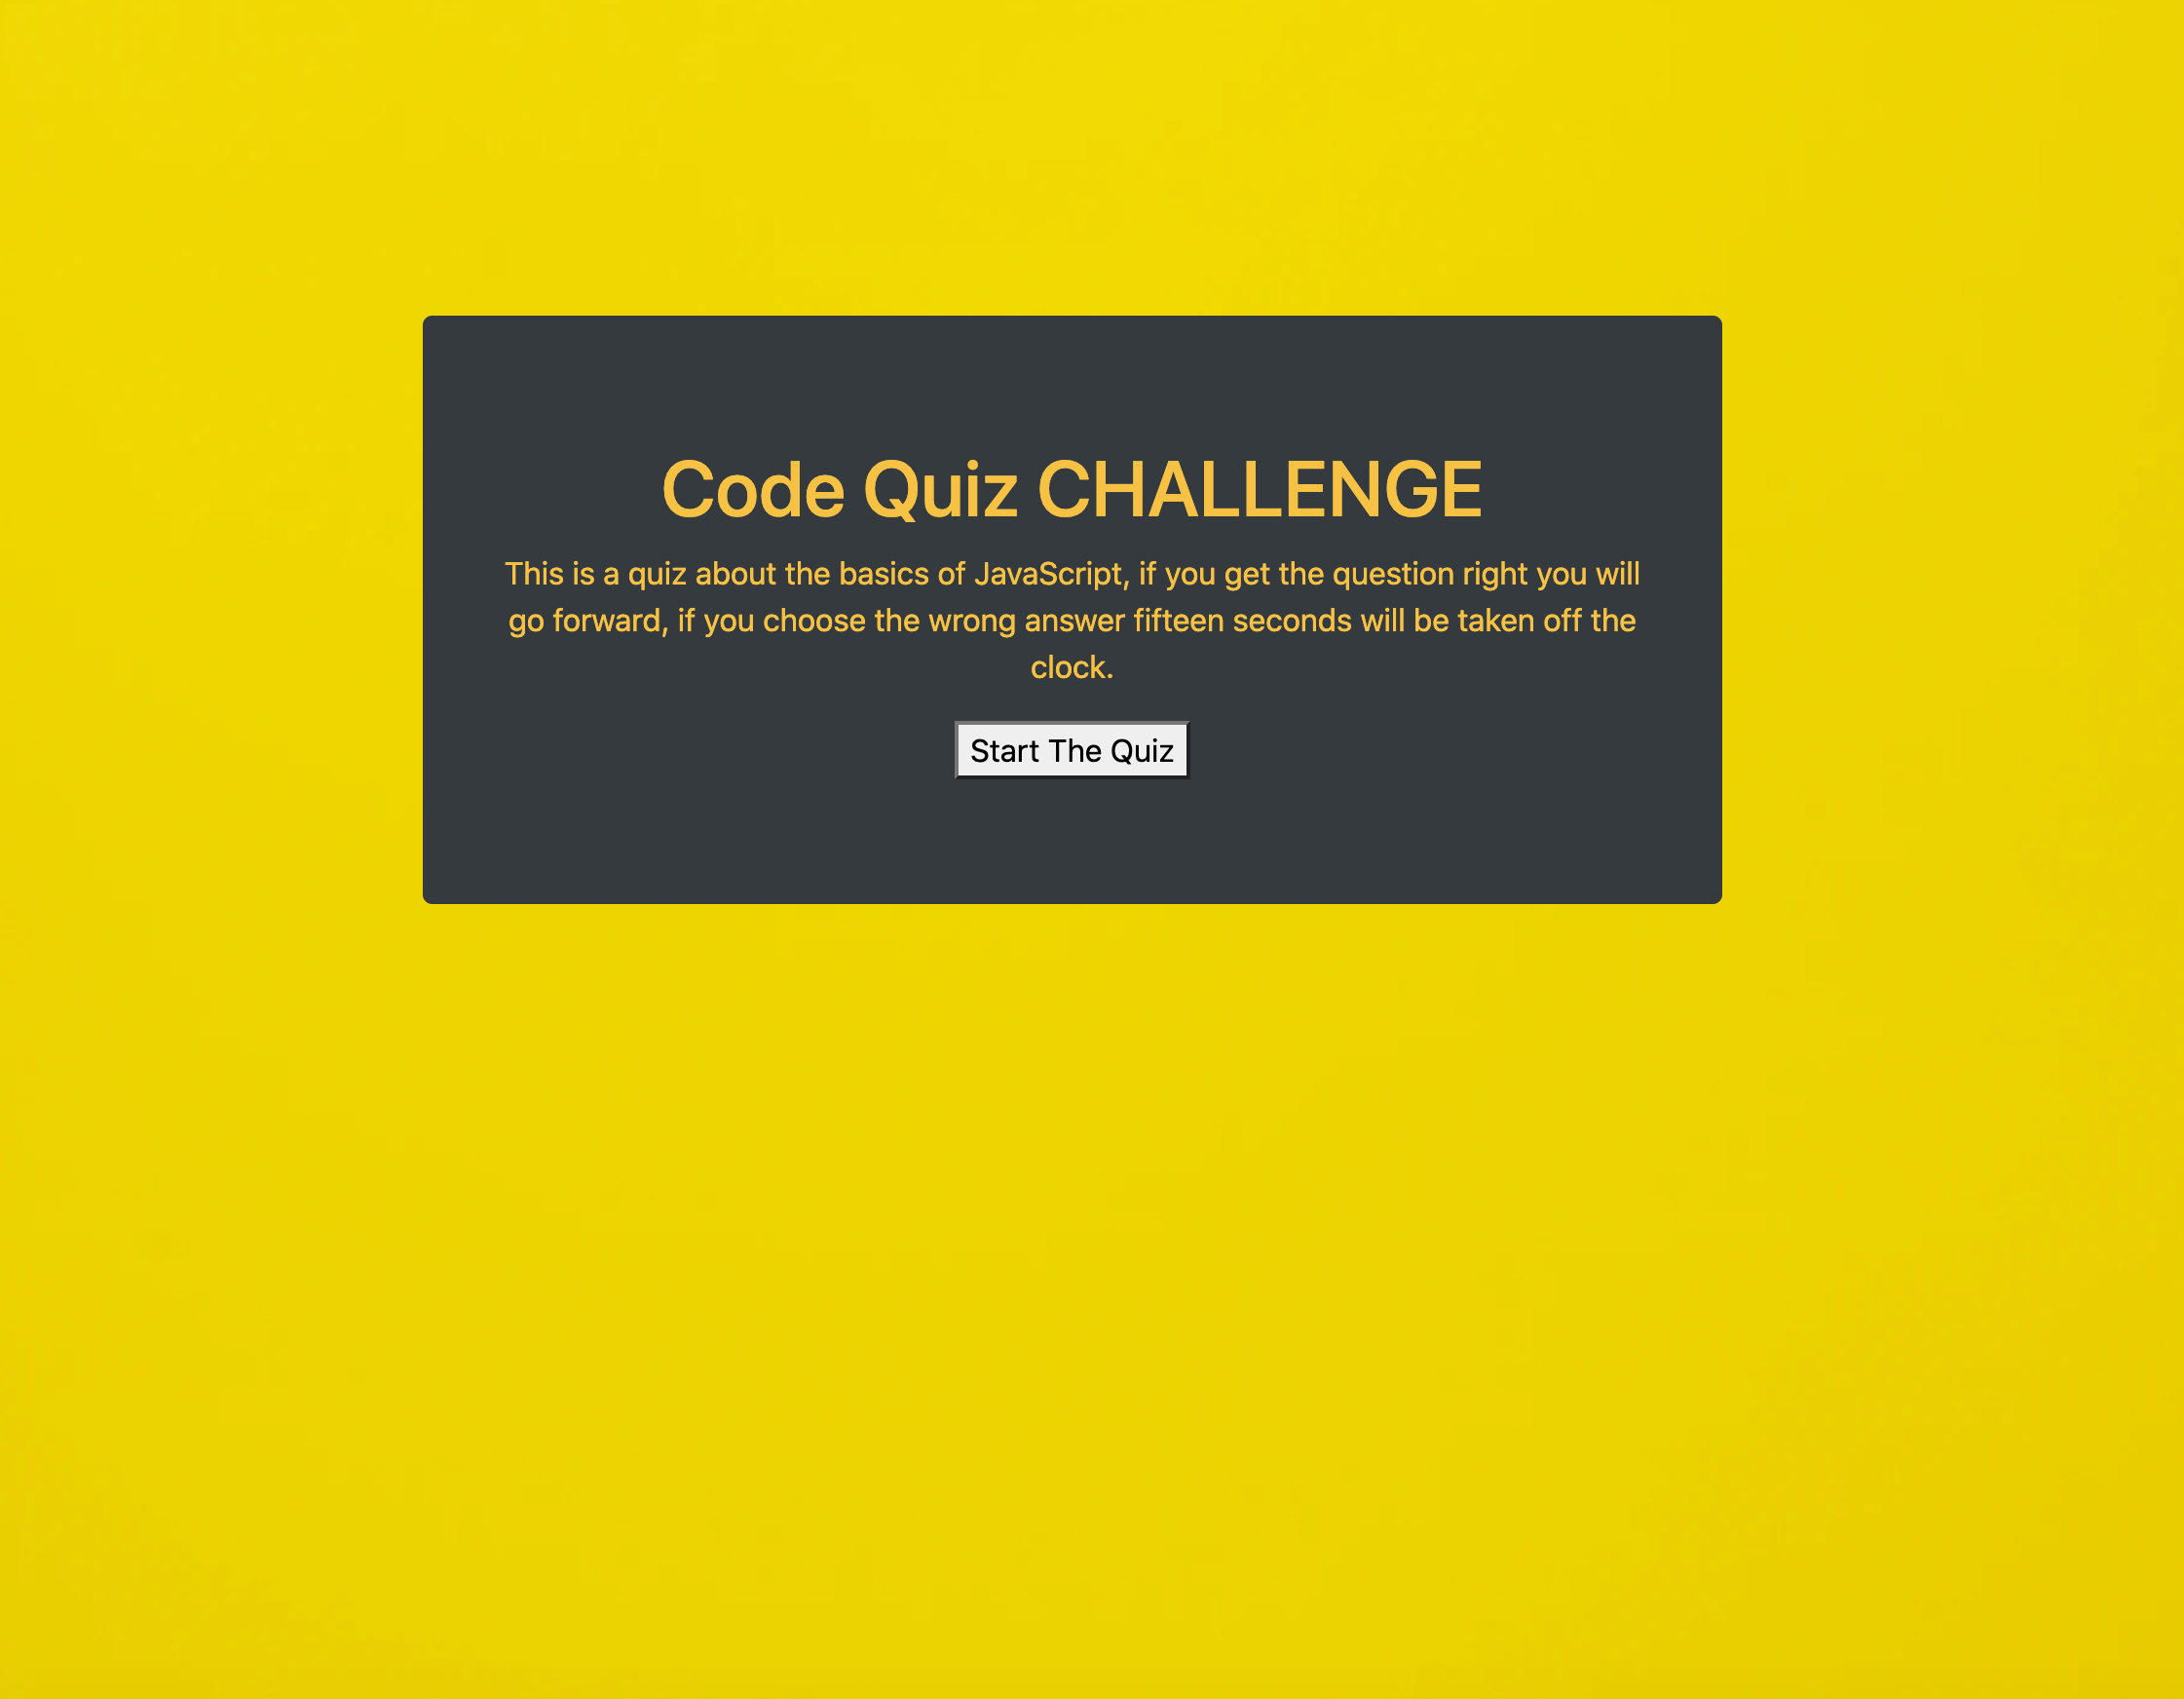 Code Quiz CHALLENGE
This is a quiz about the basics of JavaScript, if you get the question right you will
go forward, if you choose the wrong answer fifteen seconds will be taken off the
clock.
Start The Quiz